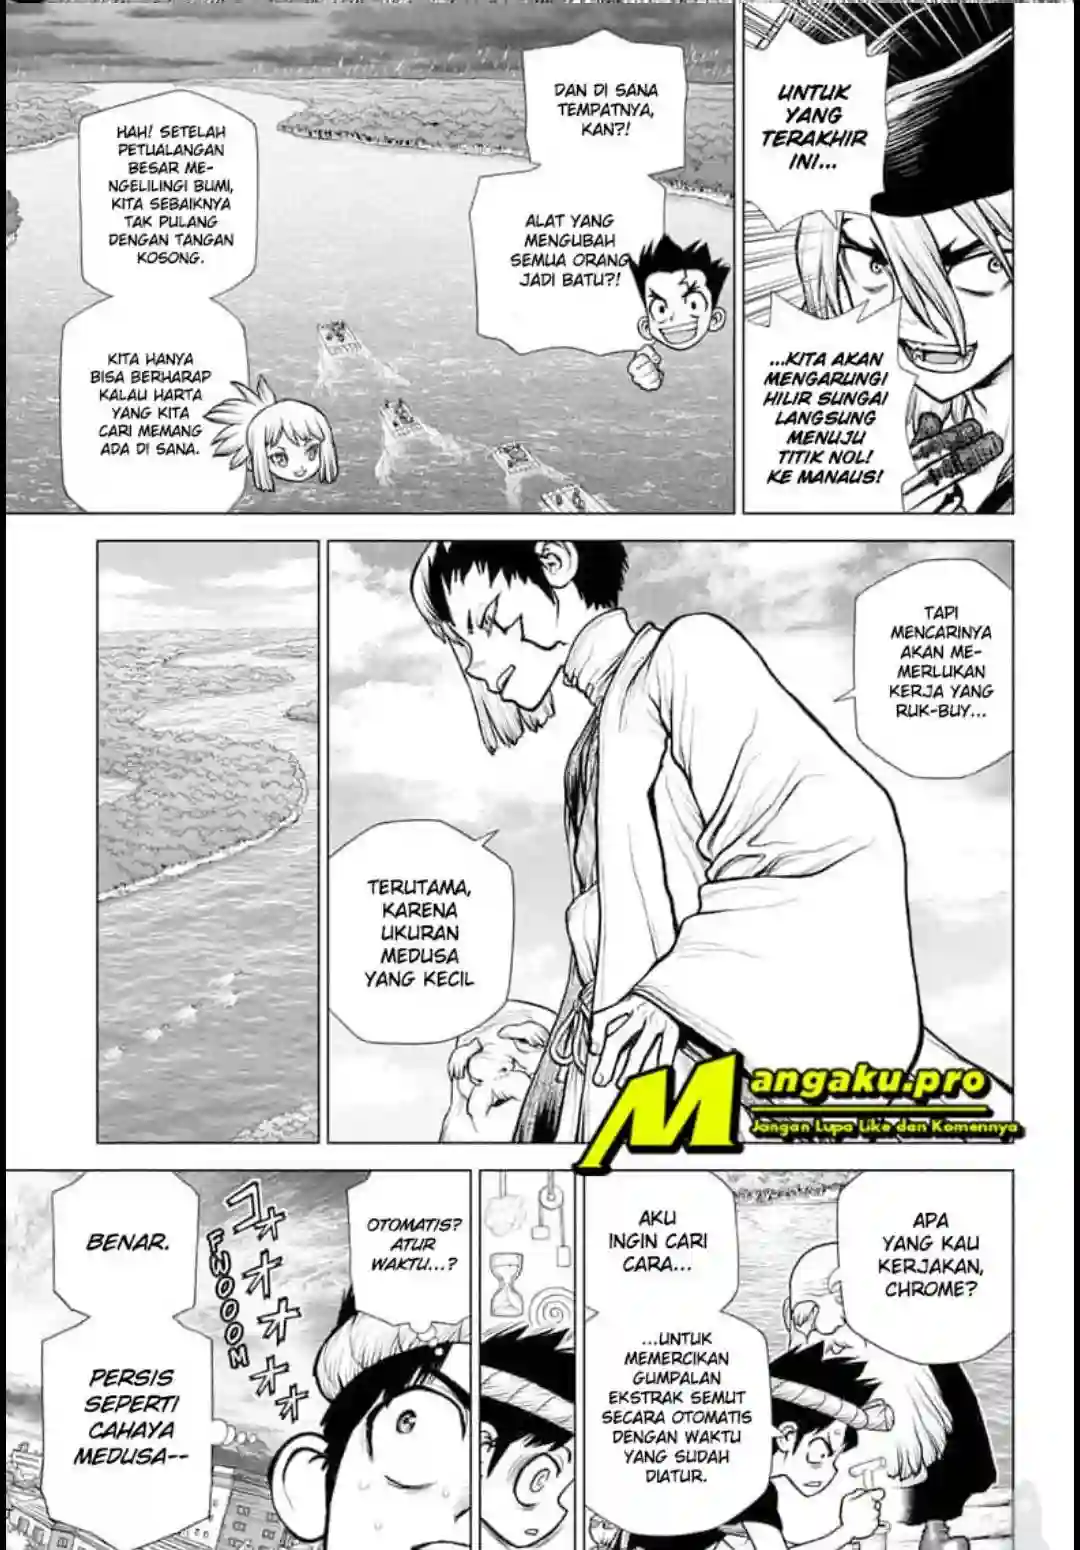 UNTUK
YANG
TERAKHIR
INI...
...KITA AKAN
MENGARUNGI
HILIR SUNGAI
LANGSUNG
MENUJU
TITIK NOL!
KE MANAUS!
DAN DI SANA
TEMPATNYA,
KAN?!
ALAT YANG
MENGUBAH
SEMUA ORANG
JADI BATU?!
HAH! SETELAH
PETUALANGAN
BESAR ME-
NGELILINGI BUMI,
KITA SEBAIKNYA
TAK PULANG
DENGAN TANGAN
KOSONG.
KITA HANYA
BISA BERHARAP
KALAU HARTA
YANG KITA
CARI MEMANG
ADA DI SANA.
TAPI
MENCARINYA
AKAN ME-
MERLUKAN
KERJA YANG
RUK-BUY...
TERUTAMA,
KARENA
UKURAN
MEDUSA
YANG KECIL
Mangaku.pro
Jangan Lupa Like dan Komennya
APA
YANG KAU
KERJAKAN,
CHROME?
AKU
INGIN CARI
CARA...
...UNTUK
MEMERCIKAN
GUMPALAN
EKSTRAK SEMUT
SECARA OTOMATIS
DENGAN WAKTU
YANG SUDAH
DIATUR.
OTOMATIS?
ATUR
WAKTU...?
コォォォォォ
FWOOOM
BENAR.
PERSIS
SEPERTI
CAHAYA
MEDUSA--